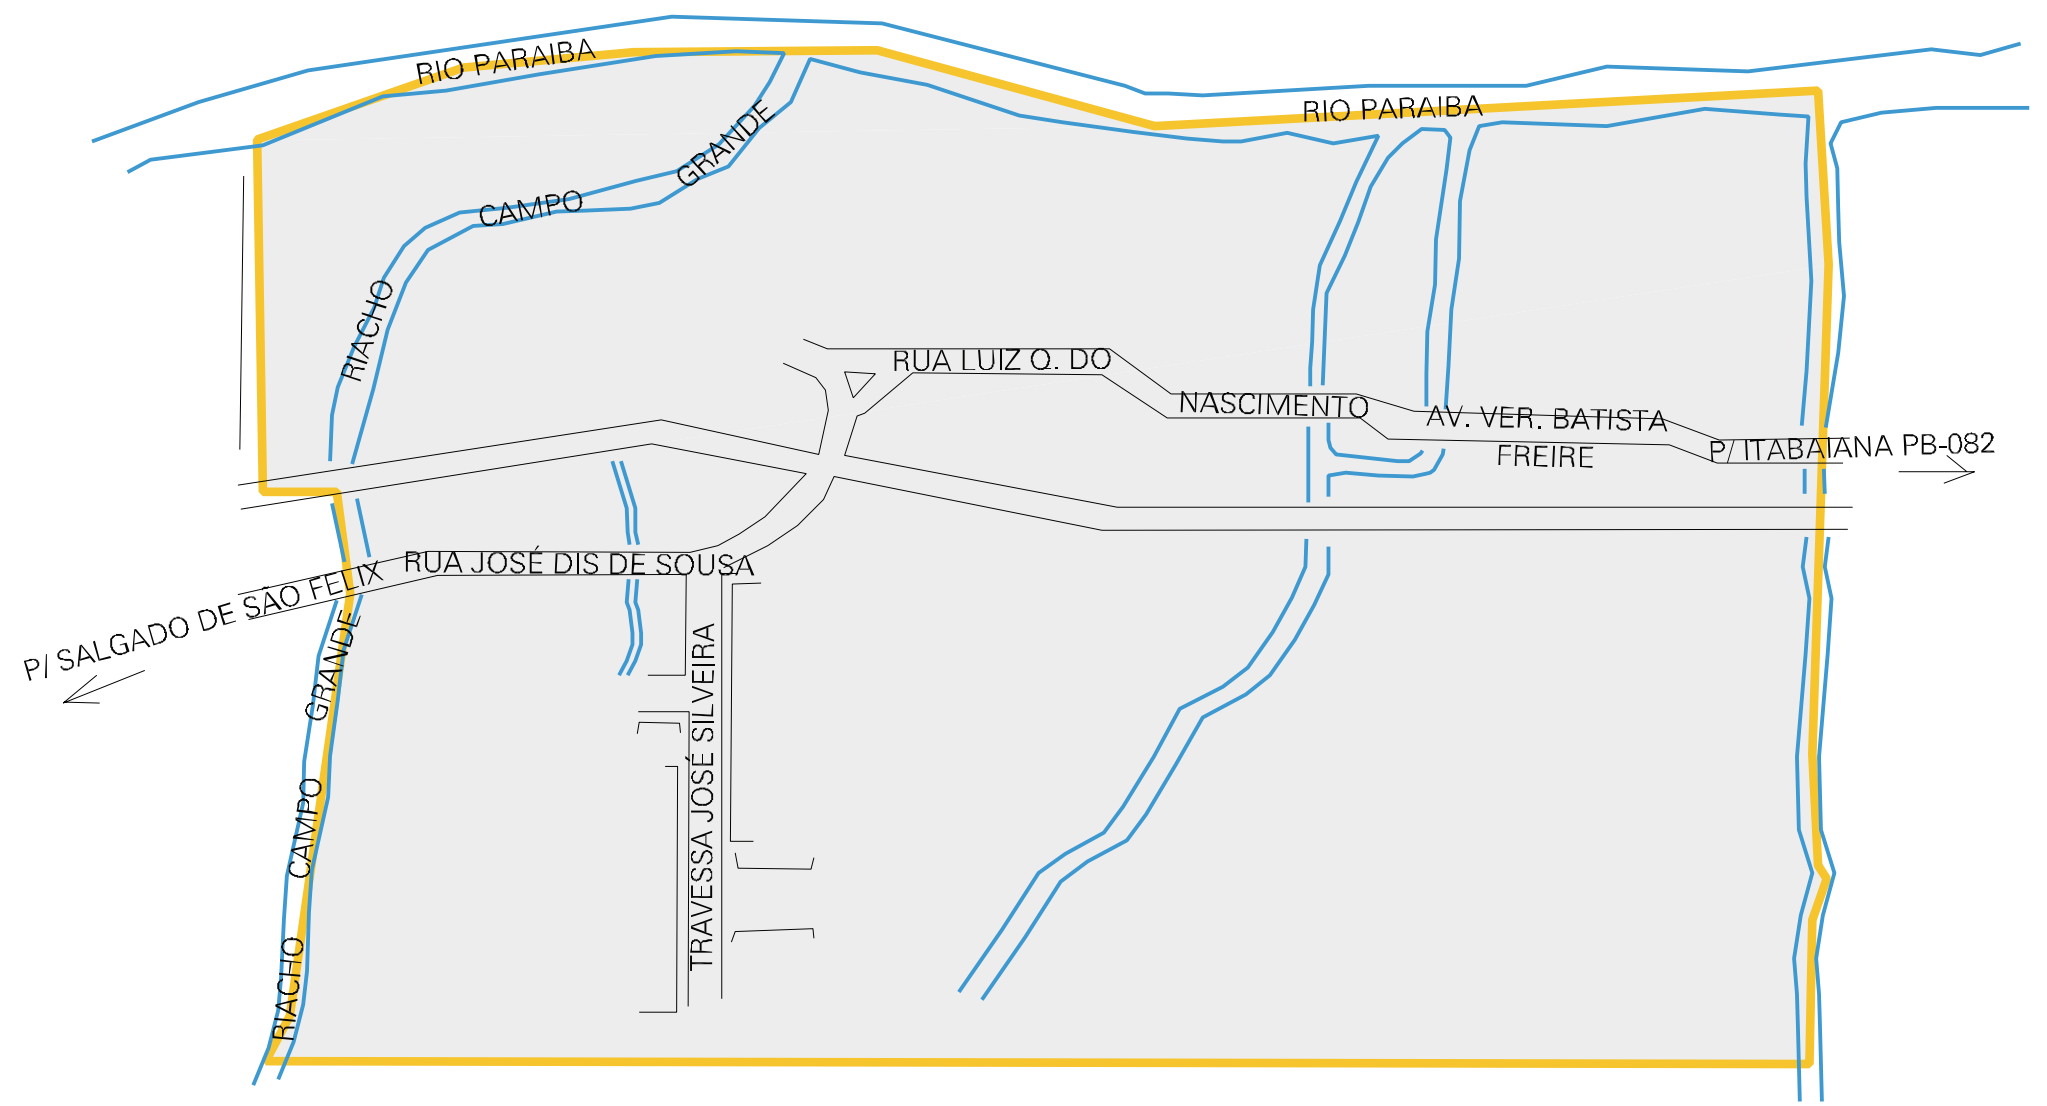 RIO PARAIBA
RIO PARAIBA
RIACHO CAMPO GRANDE
RUA LUIZ Q. DO NASCIMENTO
AV. VER. BATISTA
FREIRE
P/ ITABAIANA PB-082
RUA JOSÉ DIS DE SOUSA
P/ SALGADO DE SÃO FELIX
TRAVESSA JOSÉ SILVEIRA
RIACHO CAMPO GRANDE